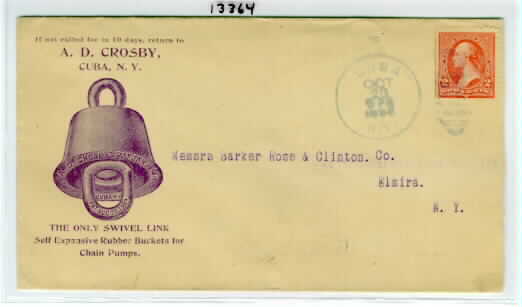 13364
If not called for in 10 days, return to
A. D. CROSBY,
CUBA, N. Y.
CUBA
OCT
N.Y.
Messrs Barker Rose & Clinton. Co.
Elmira.
N. Y.
THE ONLY SWIVEL LINK
Self Expansive Rubber Buckets for
Chain Pumps.